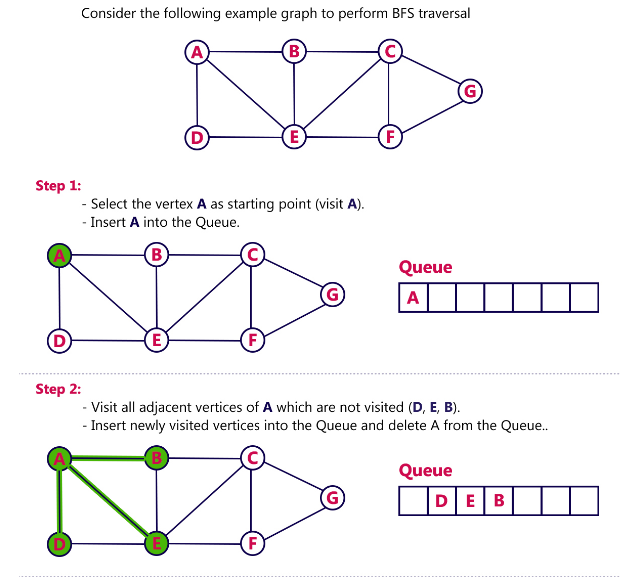 Consider the following example graph to perform BFS traversal
A B C
G
D E F
Step 1:
- Select the vertex A as starting point (visit A).
- Insert A into the Queue.
A B C
Queue
G
A
D E F
Step 2:
- Visit all adjacent vertices of A which are not visited (D, E, B).
- Insert newly visited vertices into the Queue and delete A from the Queue..
A B C
Queue
G
D E B
D E F